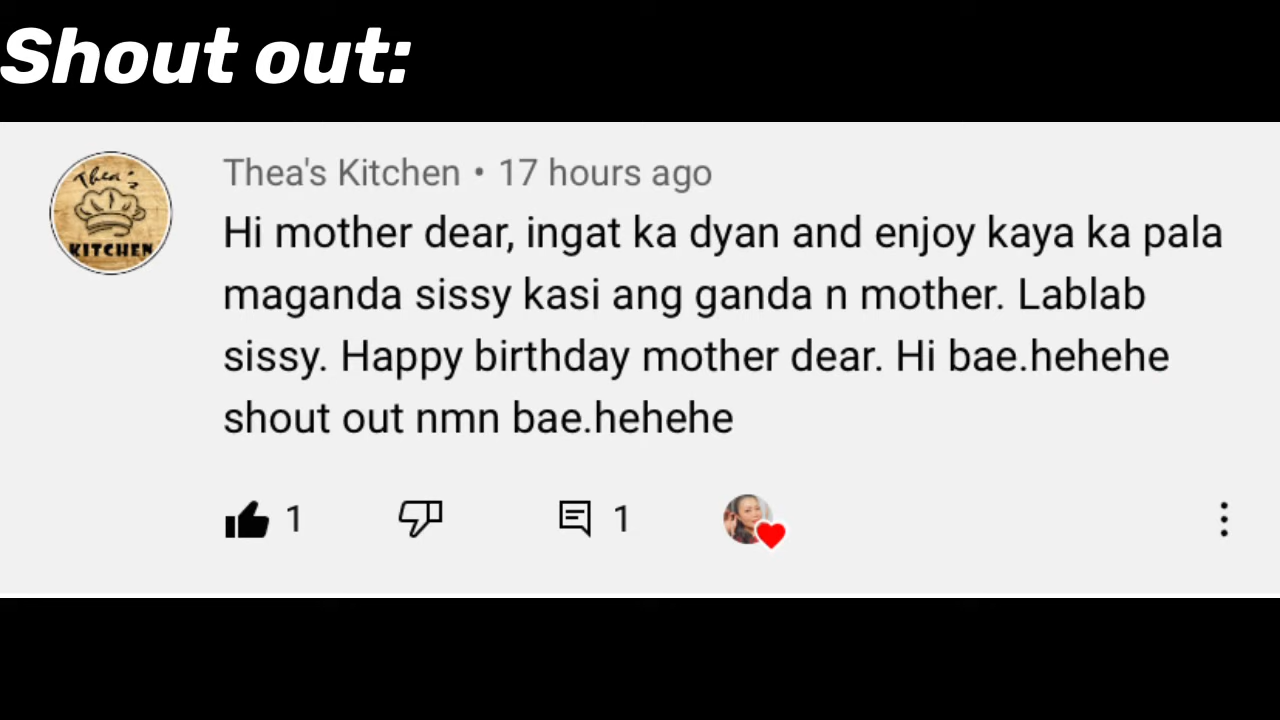 Shout out:
Thea's
KITCHEN
Thea's Kitchen • 17 hours ago
Hi mother dear, ingat ka dyan and enjoy kaya ka pala
maganda sissy kasi ang ganda n mother. Lablab
sissy. Happy birthday mother dear. Hi bae.hehehe
shout out nmn bae.hehehe
1
1